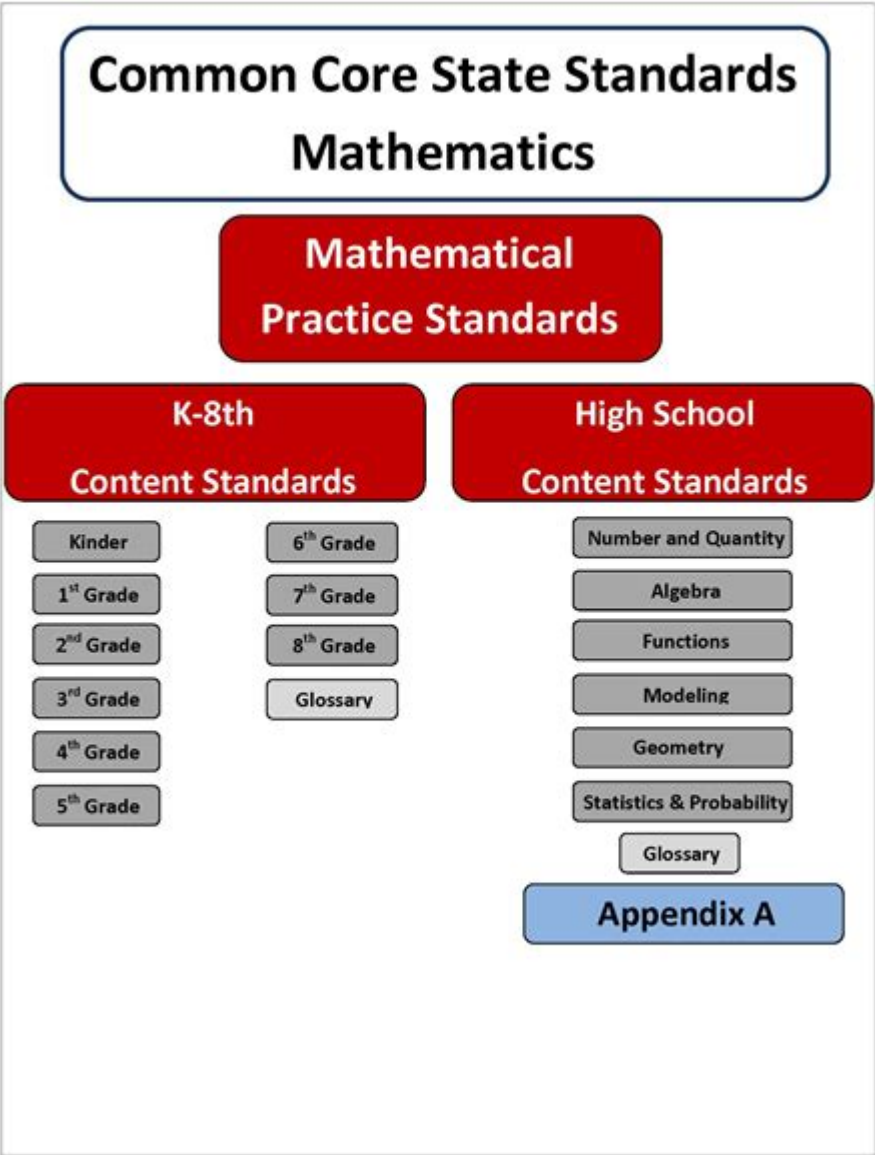 Common Core State Standards
Mathematics
Mathematical
Practice Standards
K-8th
Content Standards
Kinder
1st Grade
2nd Grade
3rd Grade
4th Grade
5th Grade
6th Grade
7th Grade
8th Grade
Glossary
High School
Content Standards
Number and Quantity
Algebra
Functions
Modeling
Geometry
Statistics & Probability
Glossary
Appendix A